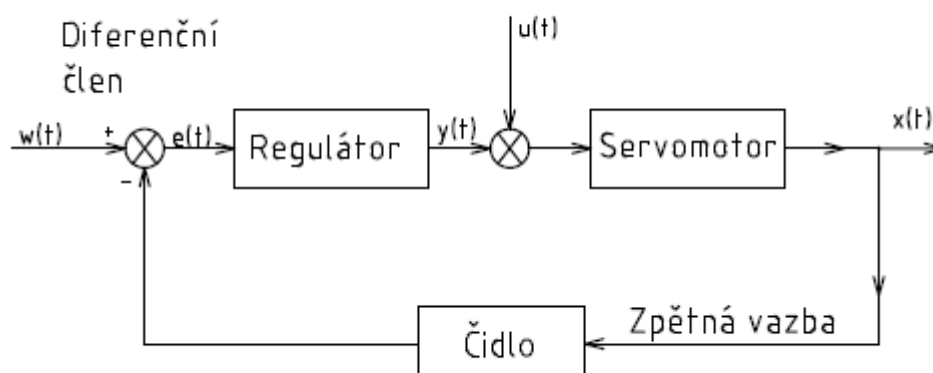 Diferenční
člen
u(t)
w(t)
+
e(t)
Regulátor
y(t)
Servomotor
x(t)
-
Čidlo
Zpětná vazba